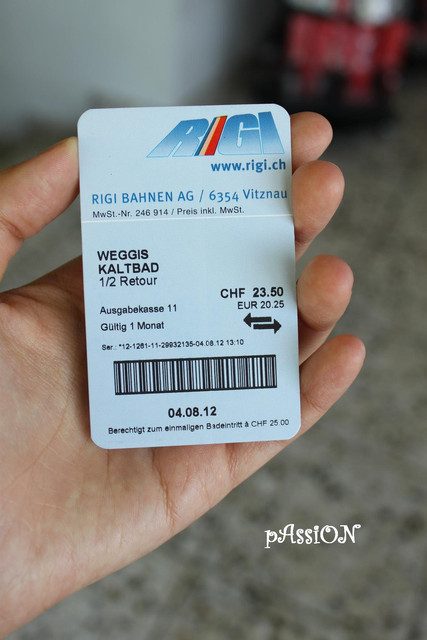 RIGI
www.rigi.ch
RIGI BAHNEN AG / 6354 Vitznau
MwSt.-Nr. 246 914 / Preis inkl. MwSt.
WEGGIS
KALTBAD
1/2 Retour
CHF 23.50
EUR 20.25
Ausgabekasse 11
Gültig 1 Monat
Ser.: *12-1261-11-29932135-04.08.12 13:10
04.08.12
Berechtigt zum einmaligen Badeintritt à CHF 25.00
pAssiON